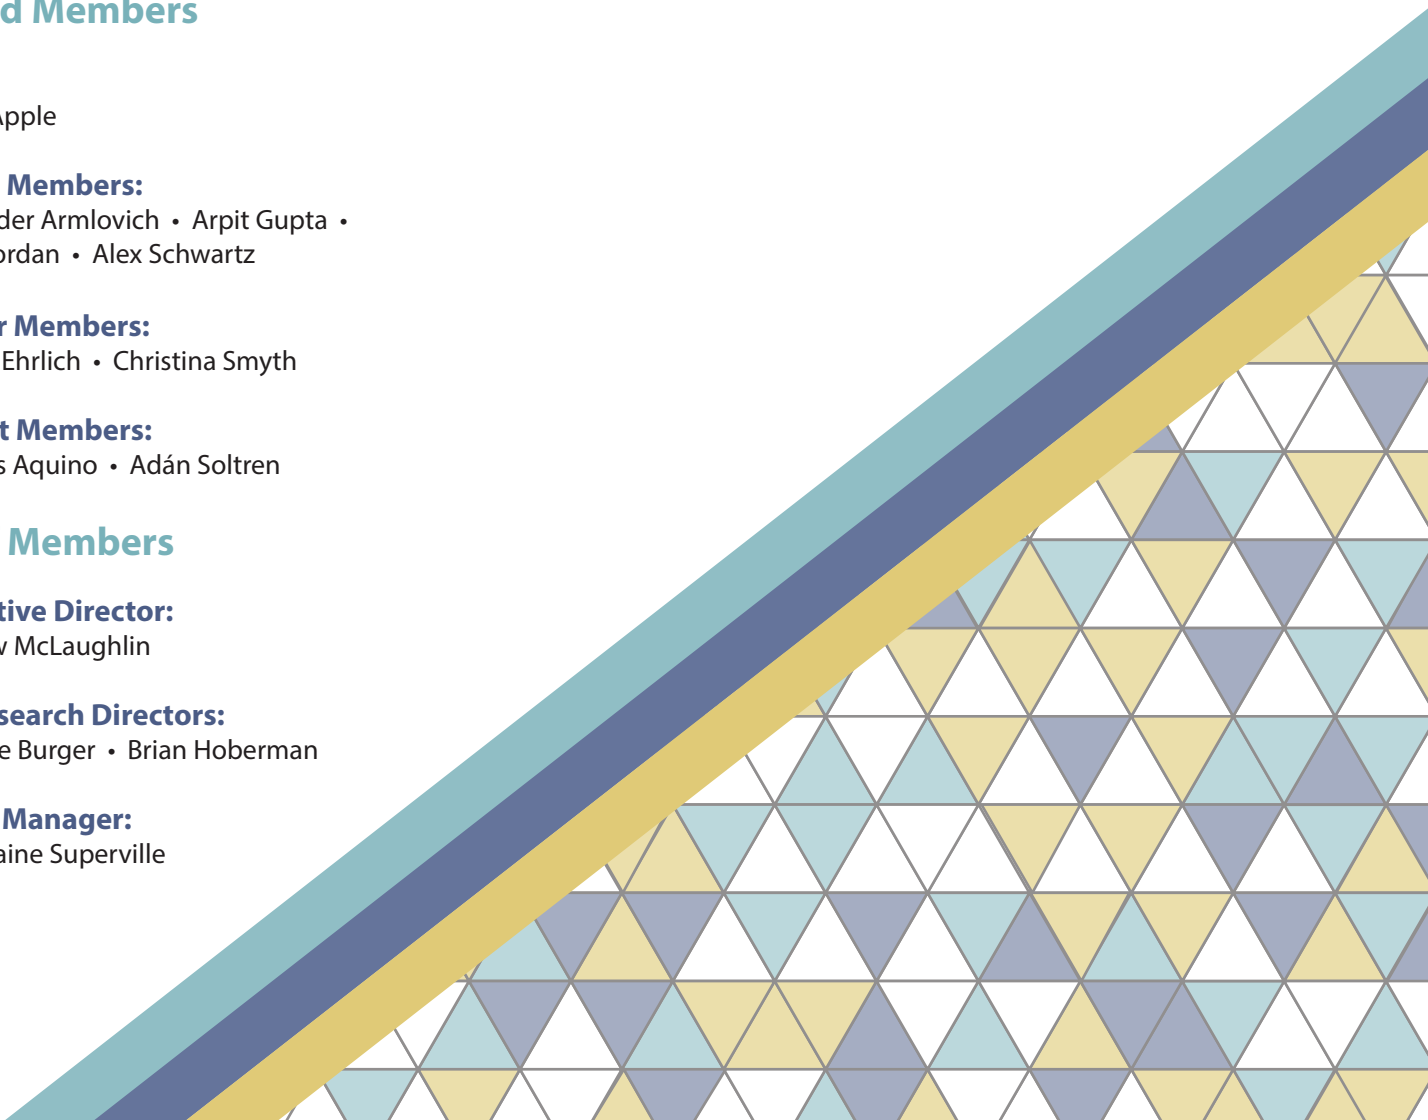 d Members
Apple
Members:
der Armlovich • Arpit Gupta •
ordan • Alex Schwartz
r Members:
Ehrlich • Christina Smyth
t Members:
s Aquino • Adán Soltren
Members
tive Director:
w McLaughlin
search Directors:
e Burger • Brian Hoberman
Manager:
aine Superville